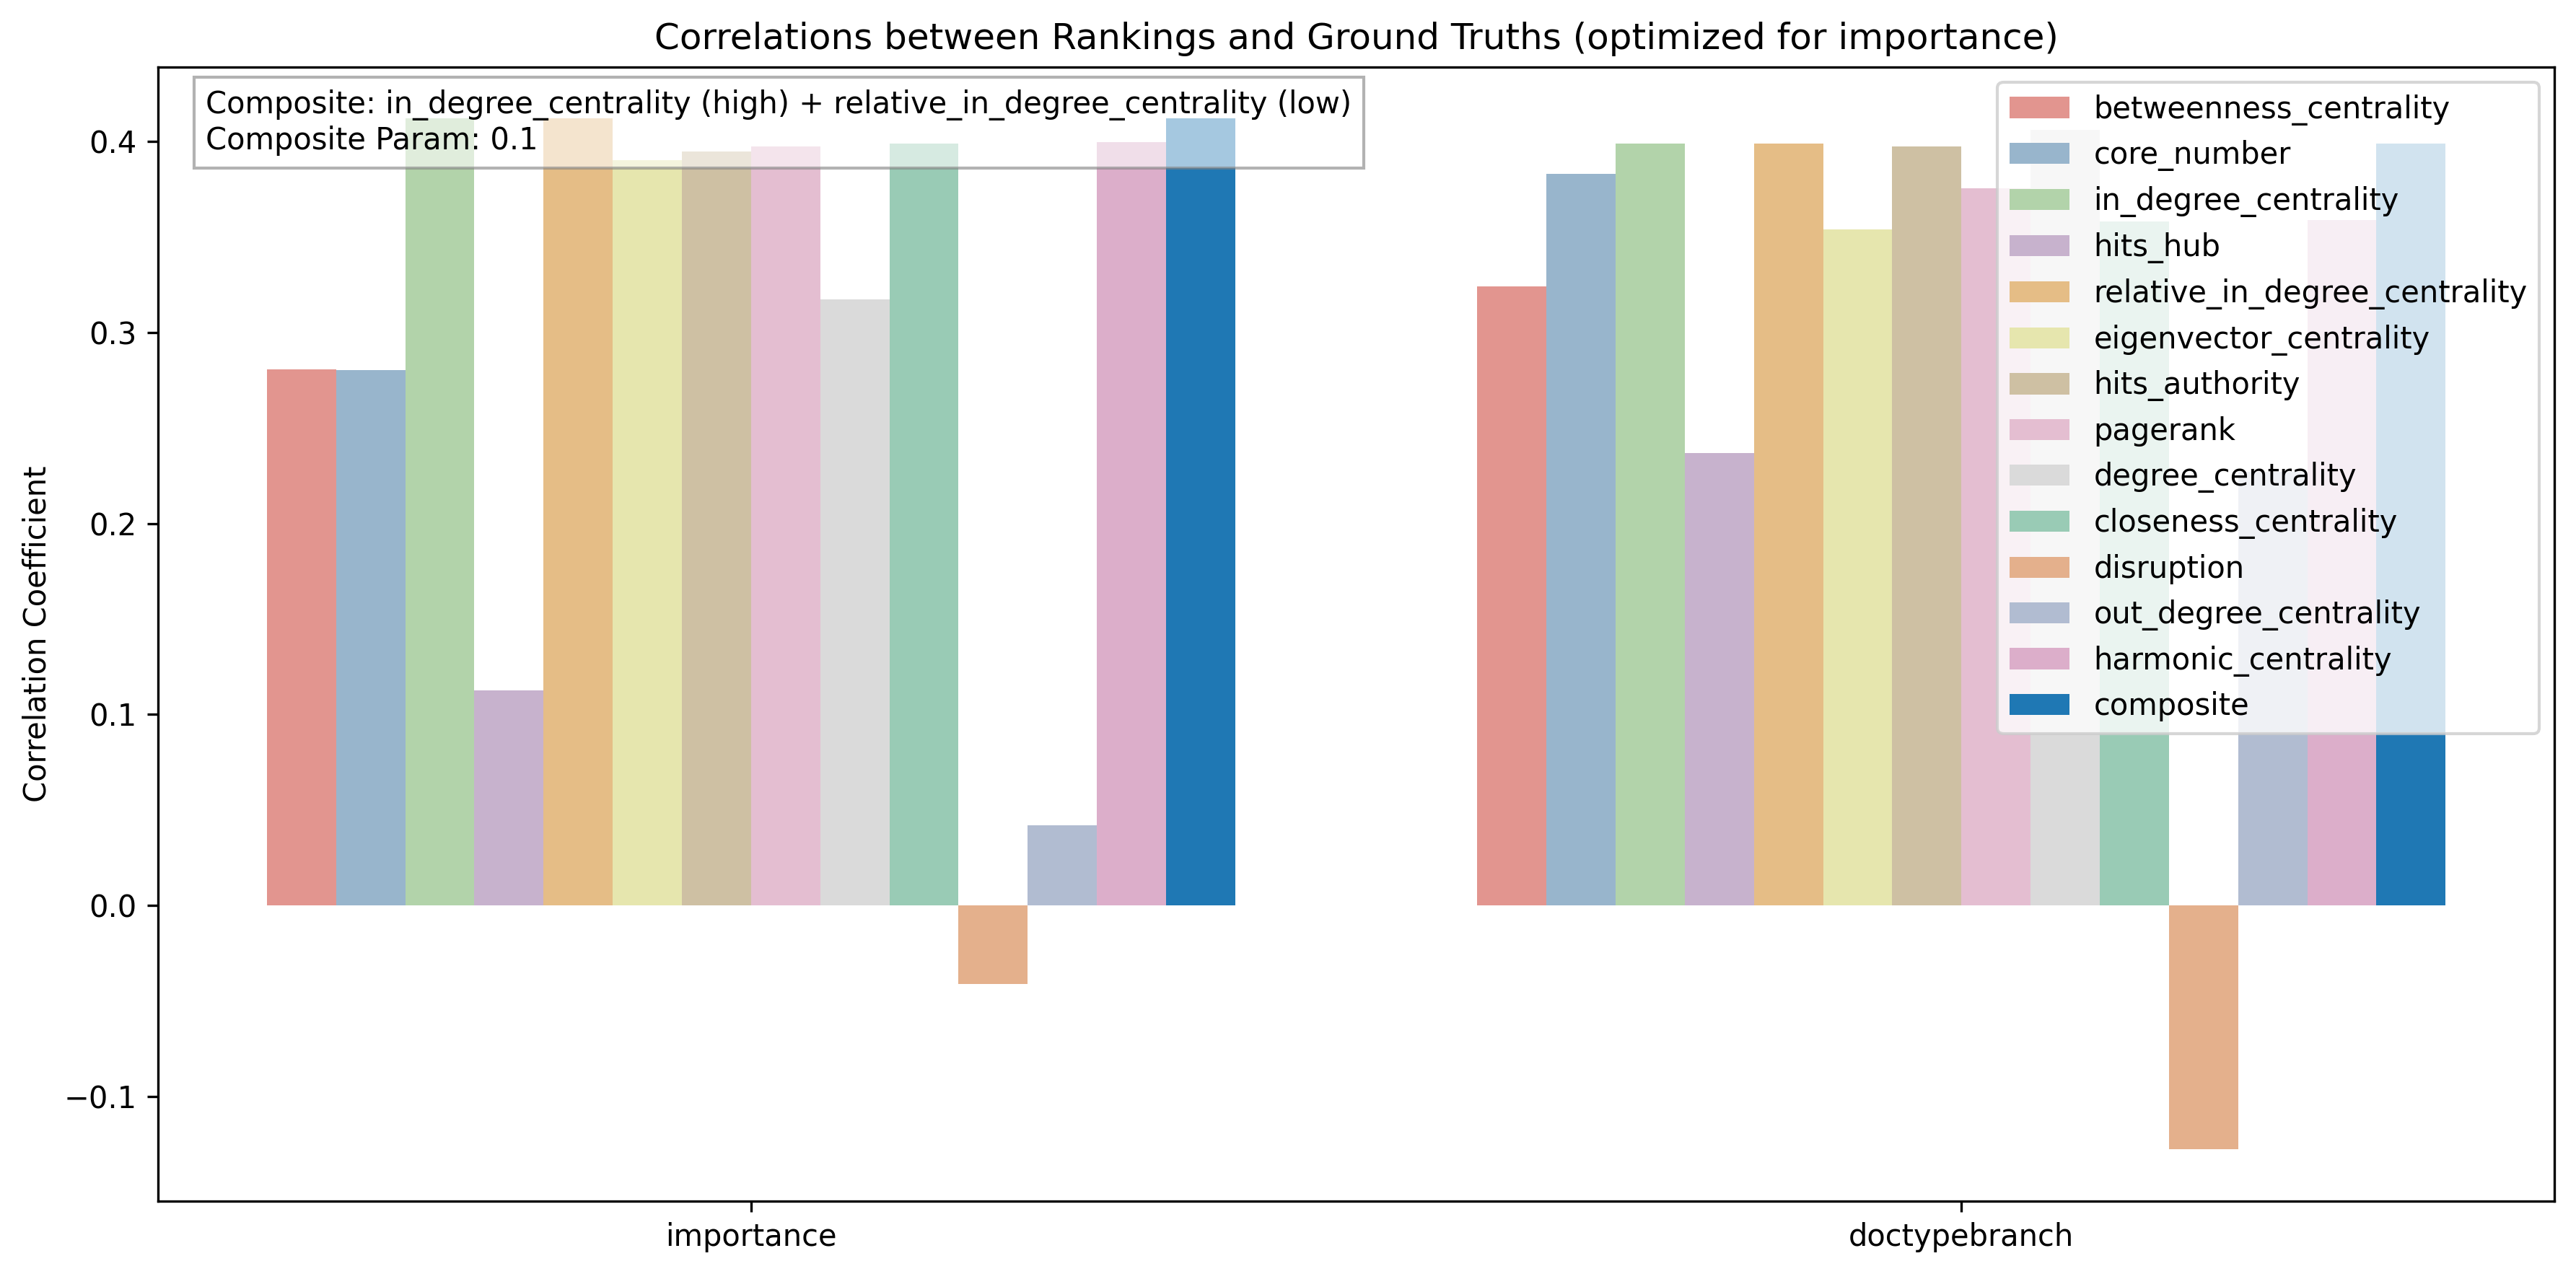 Correlations between Rankings and Ground Truths (optimized for importance)
Composite: in_degree_centrality (high) + relative_in_degree_centrality (low)
Composite Param: 0.1
betweenness_centrality
core_number
in_degree_centrality
hits_hub
relative_in_degree_centrality
eigenvector_centrality
hits_authority
pagerank
degree_centrality
closeness_centrality
disruption
out_degree_centrality
harmonic_centrality
composite
Correlation Coefficient
0.4
0.3
0.2
0.1
0.0
−0.1
importance
doctypebranch